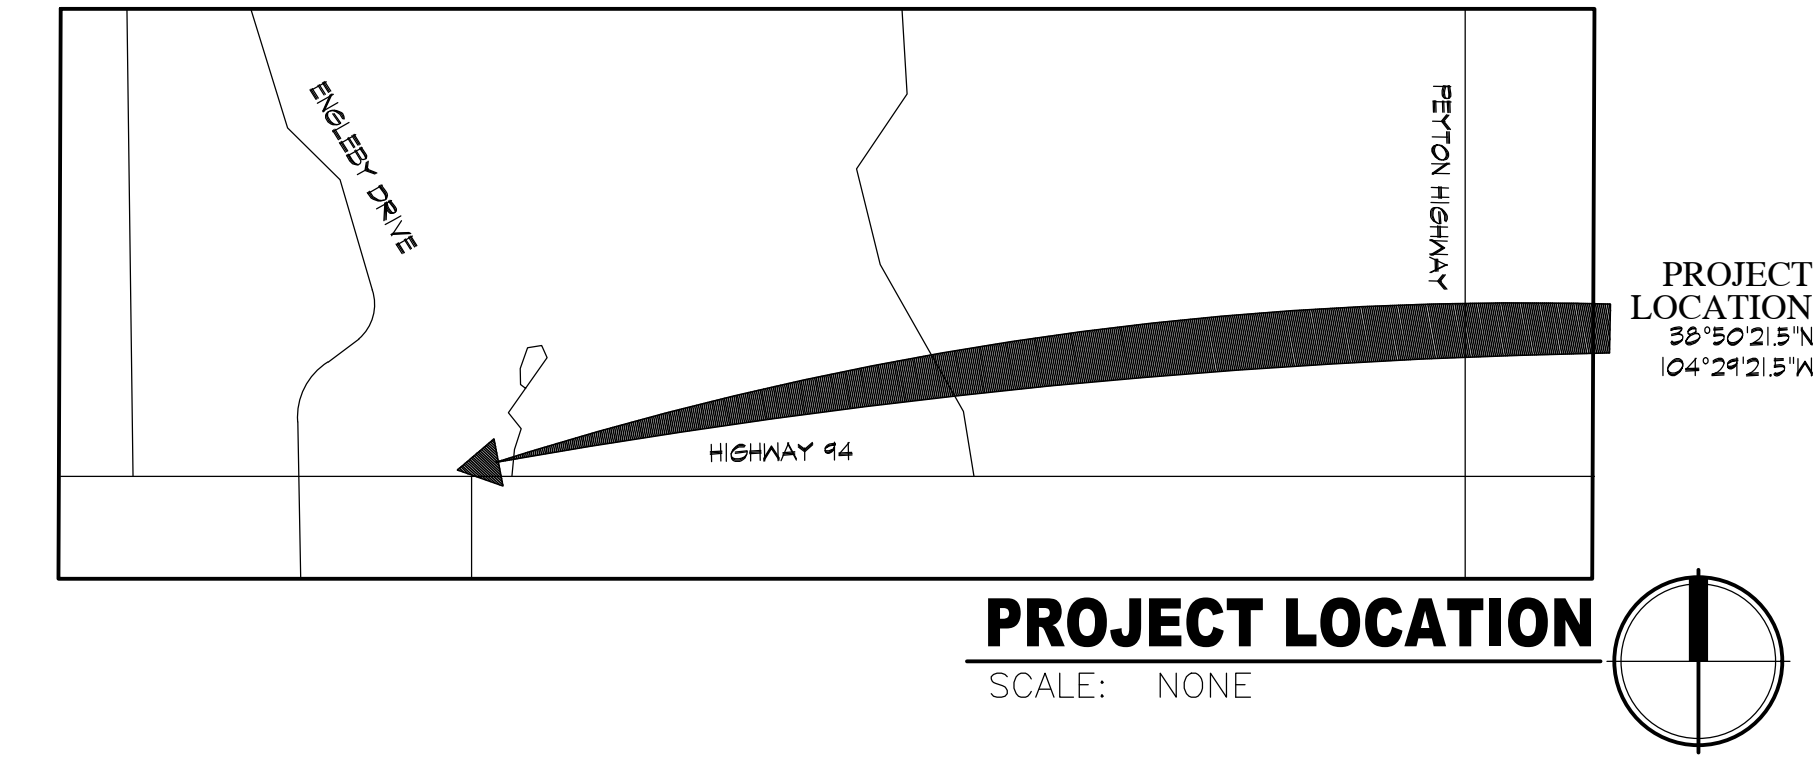 ENGLEBY DRIVE
PEYTON HIGHWAY
PROJECT
LOCATION
38°50'21.5"N
104°29'21.5"W
HIGHWAY 94
PROJECT LOCATION
SCALE: NONE